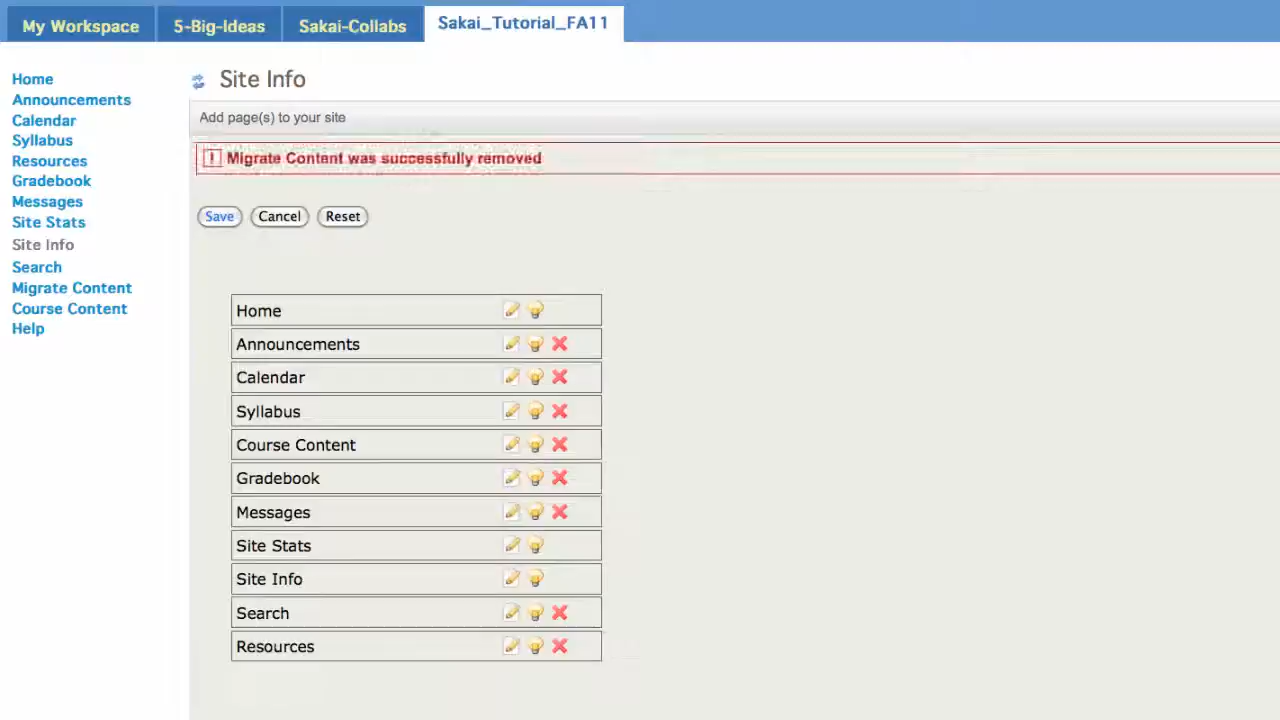 My Workspace
5-Big-Ideas
Sakai-Collabs
Sakai_Tutorial_FA11
Home
Announcements
Calendar
Syllabus
Resources
Gradebook
Messages
Site Stats
Site Info
Search
Migrate Content
Course Content
Help
Site Info
Add page(s) to your site
! Migrate Content was successfully removed
Save
Cancel
Reset
Home
Announcements
Calendar
Syllabus
Course Content
Gradebook
Messages
Site Stats
Site Info
Search
Resources